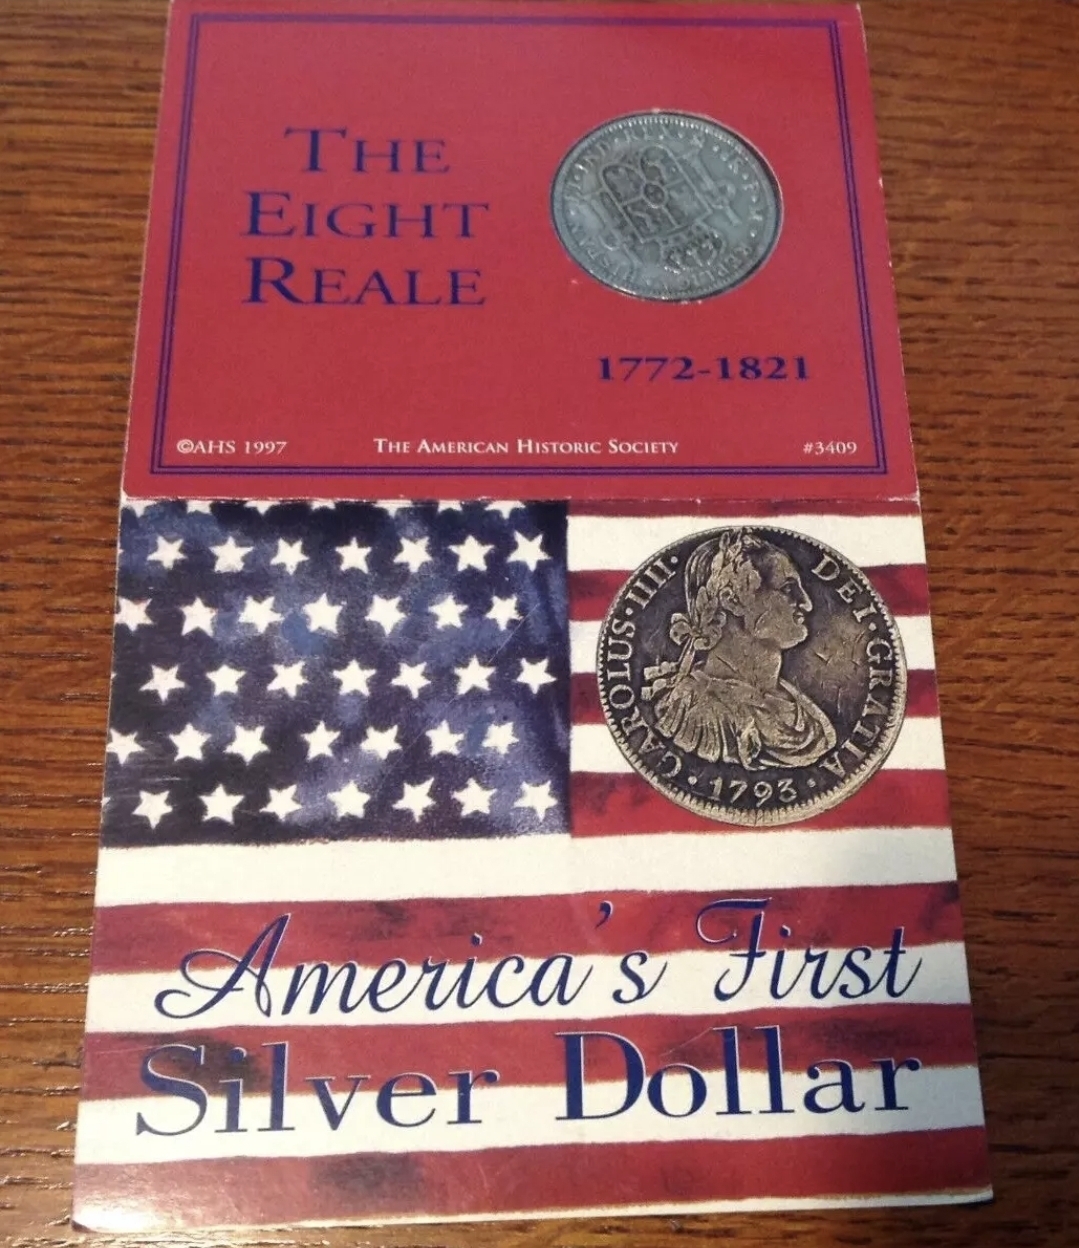 THE
EIGHT
REALE
1772-1821
©AHS 1997
THE AMERICAN HISTORIC SOCIETY
#3409
CAROLUS·IIII· DEI·GRATIA
·1793·
America's First
Silver Dollar